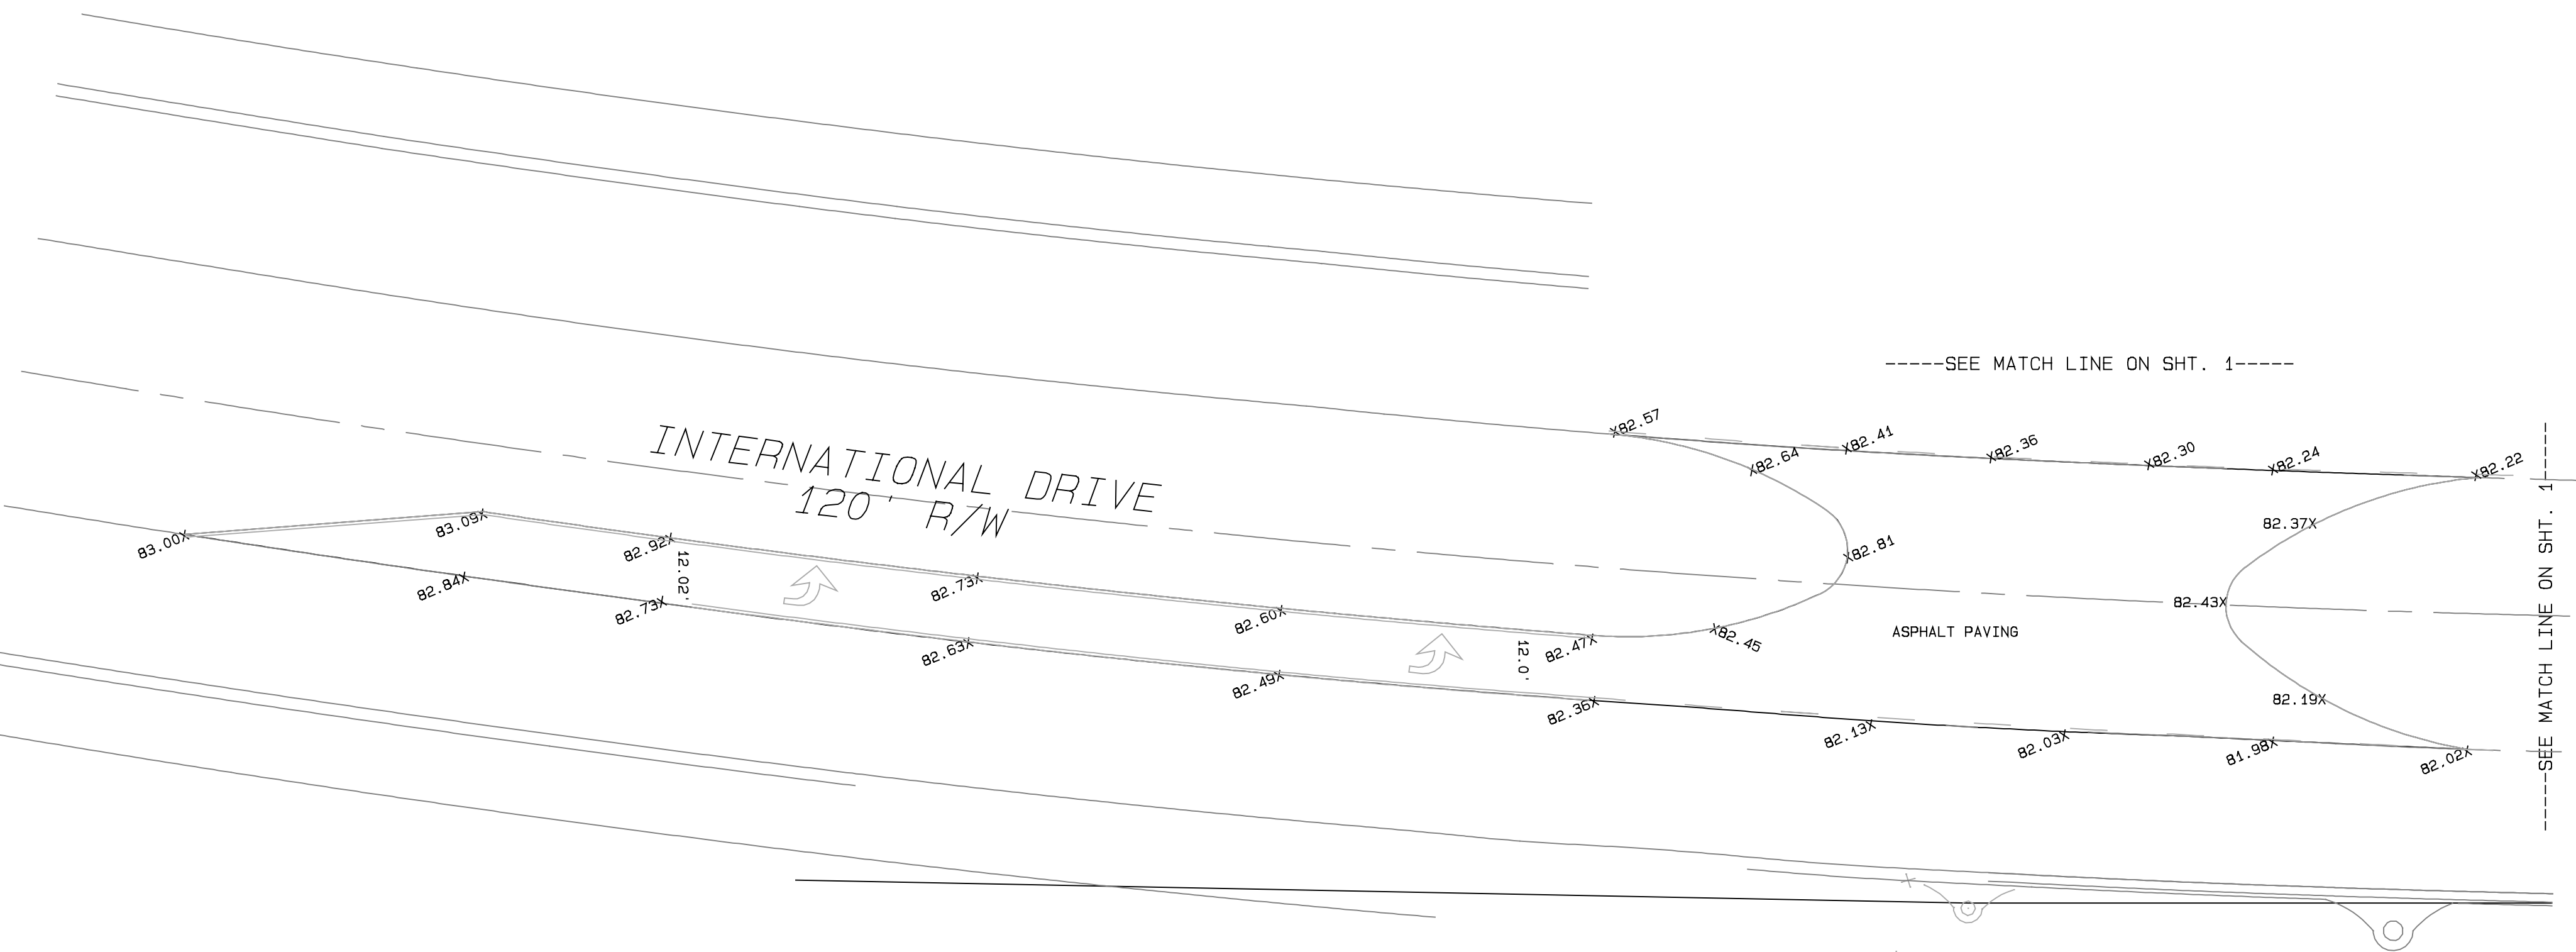 -----SEE MATCH LINE ON SHT. 1-----
X82.57
X82.41
X82.64
X82.36
X82.30
X82.24
X82.22
INTERNATIONAL DRIVE
120' R/W
83.00X
83.09X
82.92X
82.84X
82.73X
12.02'
82.73X
82.63X
82.60X
82.49X
82.47X
12.0'
82.36X
X82.45
X82.81
82.37X
82.43X
ASPHALT PAVING
82.19X
82.13X
82.03X
81.98X
82.02X
-----SEE MATCH LINE ON SHT. 1-----